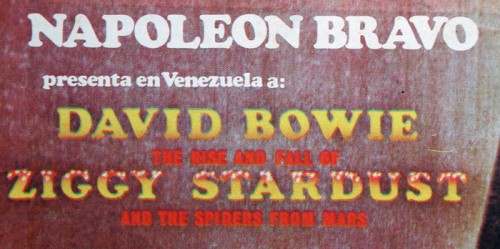 NAPOLEON BRAVO
presenta en Venezuela a:
DAVID BOWIE
THE RISE AND FALL OF
ZIGGY STARDUST
AND THE SPIDERS FROM MARS